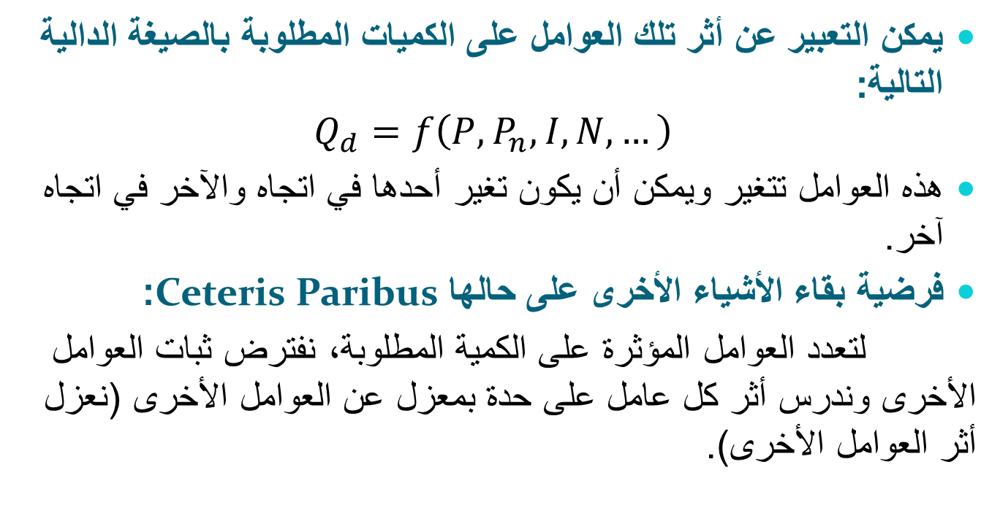 • يمكن التعبير عن أثر تلك العوامل على الكميات المطلوبة بالصيغة الدالية
التالية:
Q_d = f(P, P_n, I, N, … )
• هذه العوامل تتغير ويمكن أن يكون تغير أحدها في اتجاه والآخر في اتجاه
آخر.
• فرضية بقاء الأشياء الأخرى على حالها Ceteris Paribus:
لتعدد العوامل المؤثرة على الكمية المطلوبة، نفترض ثبات العوامل
الأخرى وندرس أثر كل عامل على حدة بمعزل عن العوامل الأخرى (نعزل
أثر العوامل الأخرى).